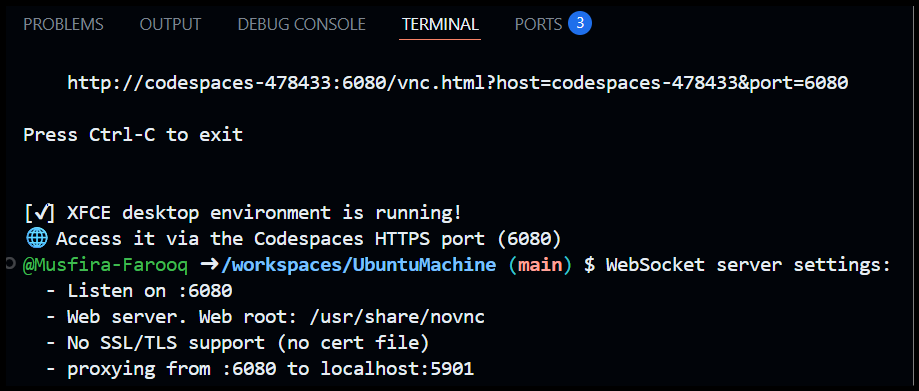 PROBLEMS OUTPUT DEBUG CONSOLE TERMINAL PORTS 3
http://codespaces-478433:6080/vnc.html?host=codespaces-478433&port=6080
Press Ctrl-C to exit
[✓] XFCE desktop environment is running!
🌐 Access it via the Codespaces HTTPS port (6080)
@Musfira-Farooq ➜/workspaces/UbuntuMachine (main) $ WebSocket server settings:
- Listen on :6080
- Web server. Web root: /usr/share/novnc
- No SSL/TLS support (no cert file)
- proxying from :6080 to localhost:5901